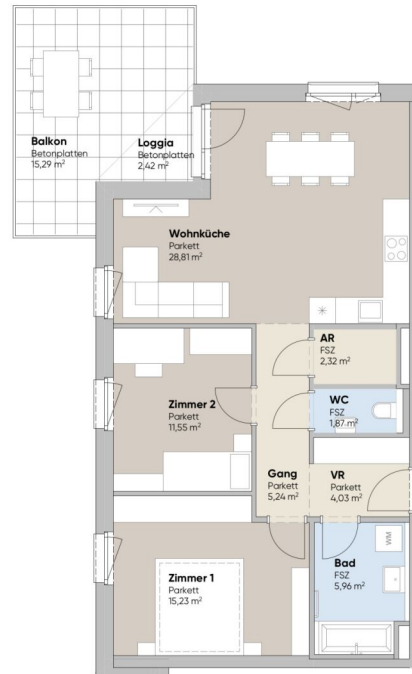 Balkon
Betonplatten
15,29 m²
Loggia
Betonplatten
2,42 m²
Wohnküche
Parkett
28,81 m²
AR
FSZ
2,32 m²
WC
FSZ
1,87 m²
Zimmer 2
Parkett
11,55 m²
Gang
Parkett
5,24 m²
VR
Parkett
4,03 m²
Zimmer 1
Parkett
15,23 m²
Bad
FSZ
5,96 m²
WM